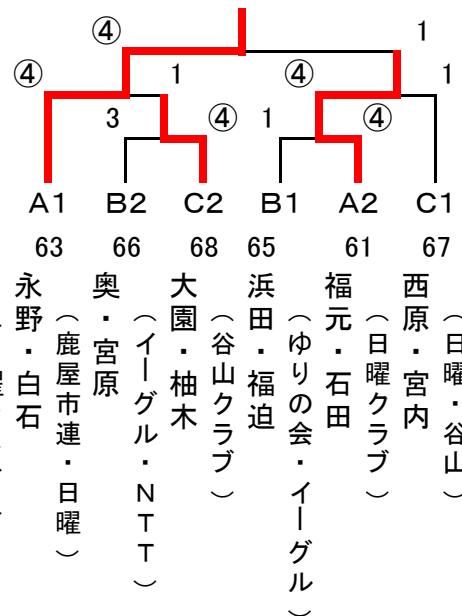 ④ 1
④ 1 ④ 1
3 ④ 1 ④
A1 B2 C2 B1 A2 C1
63 66 68 65 61 67
永野・白石
（鹿屋市連・日曜）
奥・宮原
（イーグル・NTT）
大園・柚木
（谷山クラブ）
浜田・福迫
（ゆりの会・イーグル）
福元・石田
（日曜クラブ）
西原・宮内
（日曜・谷山）